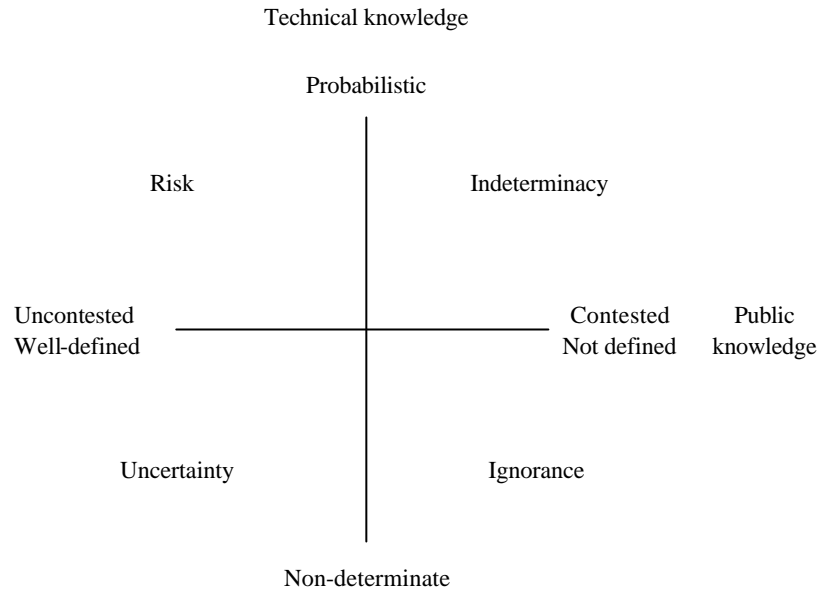 Technical knowledge
Probabilistic
Risk
Indeterminacy
Uncontested
Well-defined
Contested
Not defined
Public
knowledge
Uncertainty
Ignorance
Non-determinate